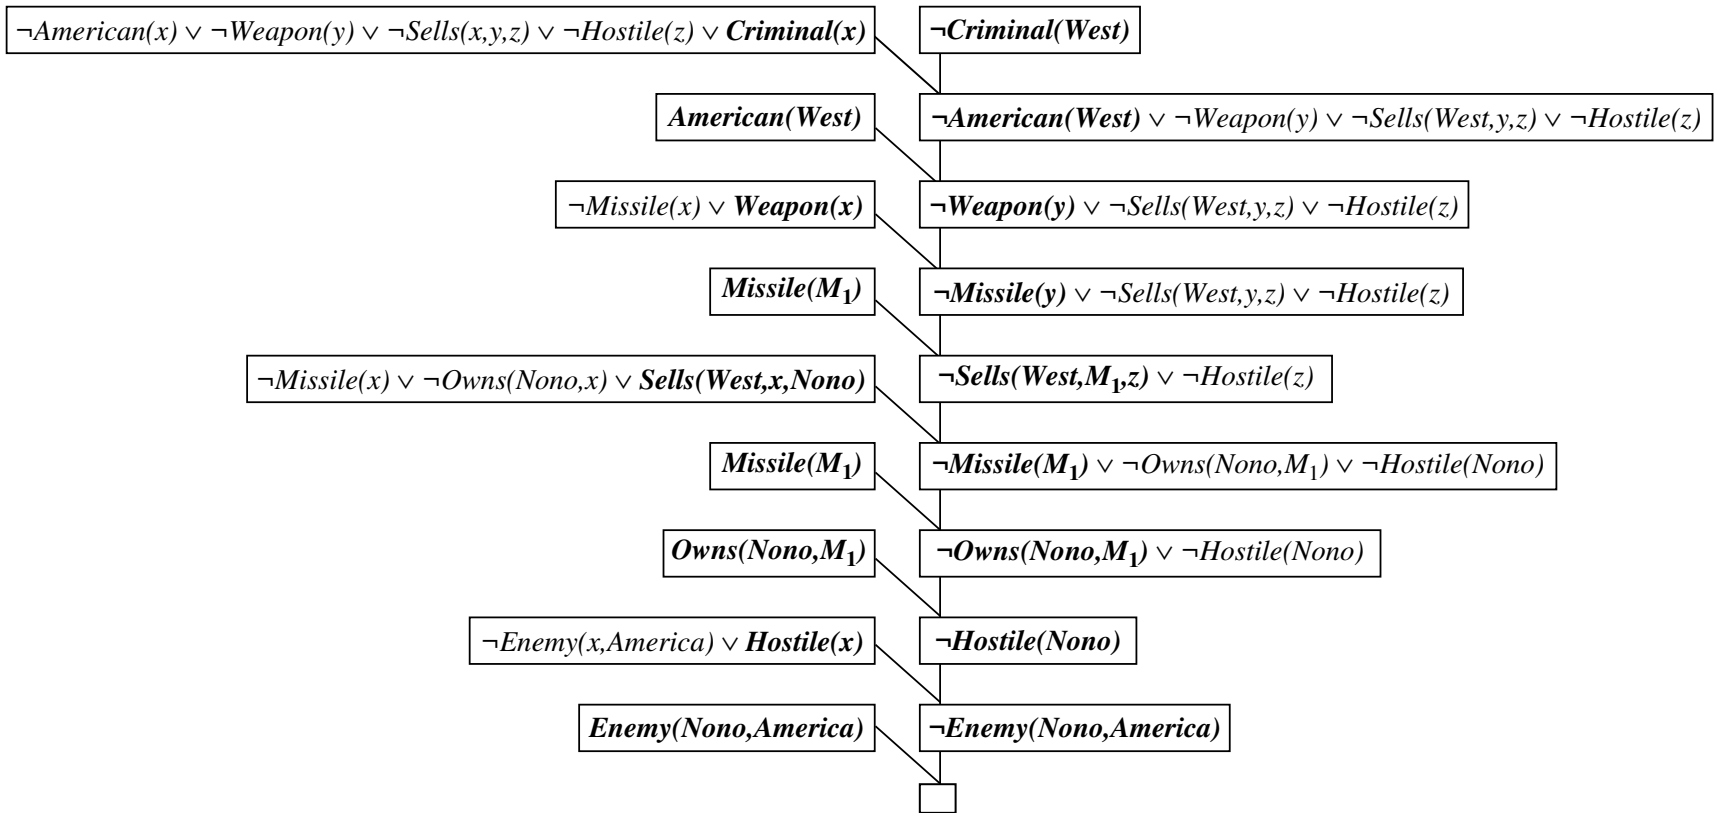 ¬American(x) ∨ ¬Weapon(y) ∨ ¬Sells(x,y,z) ∨ ¬Hostile(z) ∨ Criminal(x)
¬Criminal(West)
American(West)
¬American(West) ∨ ¬Weapon(y) ∨ ¬Sells(West,y,z) ∨ ¬Hostile(z)
¬Missile(x) ∨ Weapon(x)
¬Weapon(y) ∨ ¬Sells(West,y,z) ∨ ¬Hostile(z)
Missile(M₁)
¬Missile(y) ∨ ¬Sells(West,y,z) ∨ ¬Hostile(z)
¬Missile(x) ∨ ¬Owns(Nono,x) ∨ Sells(West,x,Nono)
¬Sells(West,M₁,z) ∨ ¬Hostile(z)
Missile(M₁)
¬Missile(M₁) ∨ ¬Owns(Nono,M₁) ∨ ¬Hostile(Nono)
Owns(Nono,M₁)
¬Owns(Nono,M₁) ∨ ¬Hostile(Nono)
¬Enemy(x,America) ∨ Hostile(x)
¬Hostile(Nono)
Enemy(Nono,America)
¬Enemy(Nono,America)